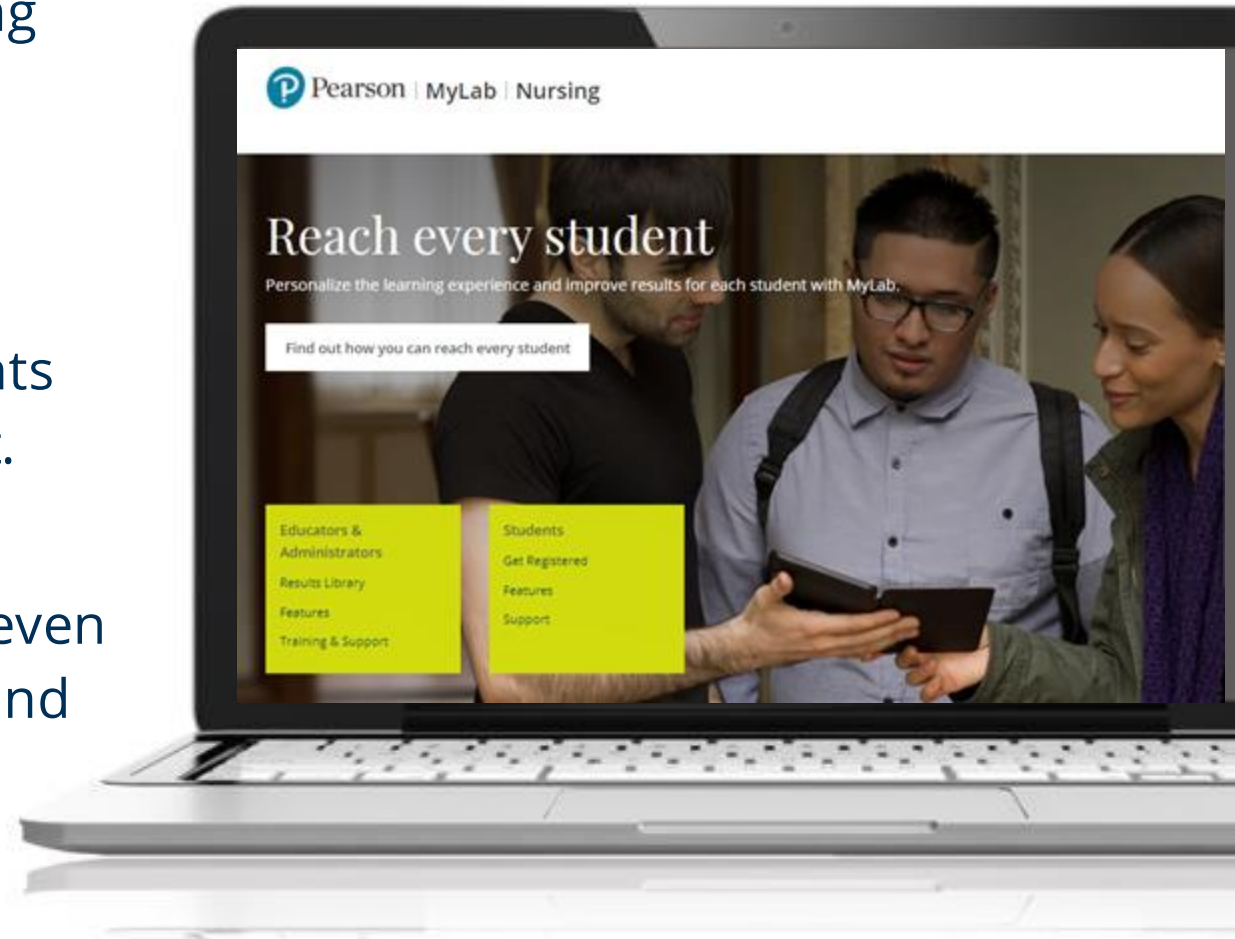 nts
even
Pearson | MyLab | Nursing
Reach every student
Personalize the learning experience and improve results for each student with MyLab.
Find out how you can reach every student
Educators &
Administrators
Results Library
Features
Training & Support
Students
Get Registered
Features
Support